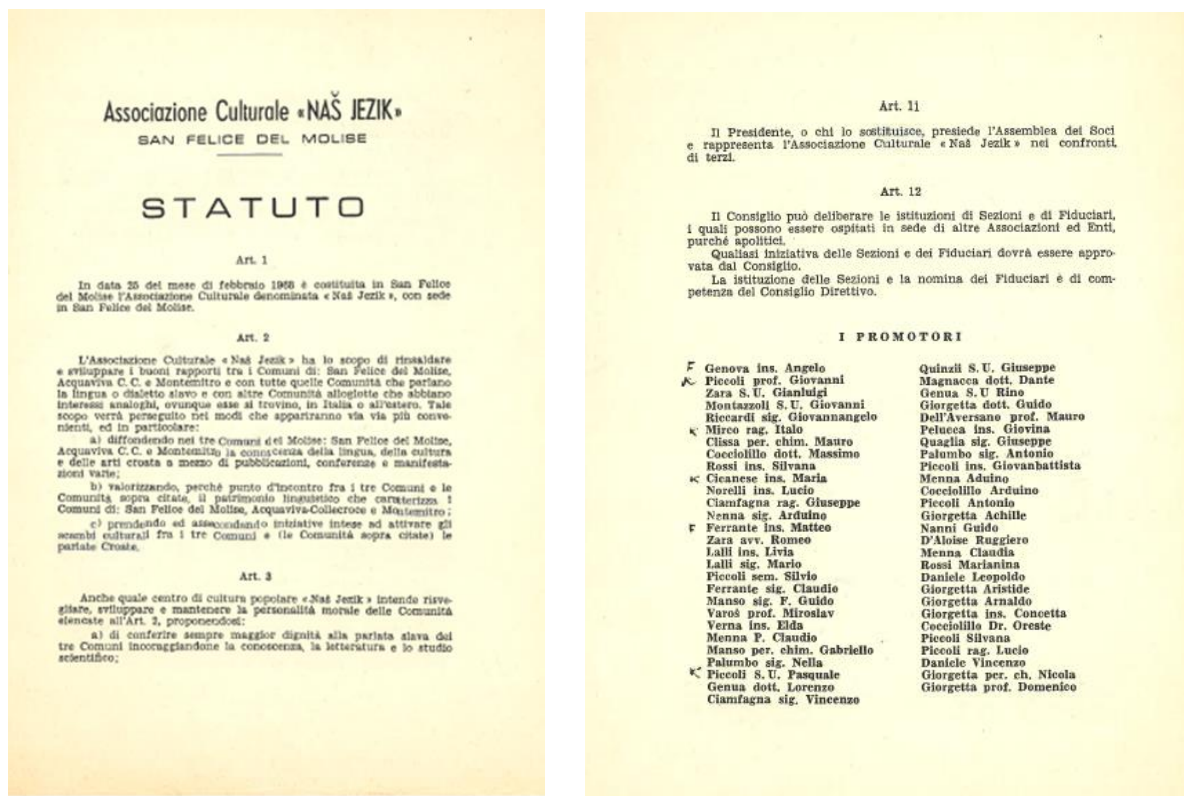 Associazione Culturale «NAŠ JEZIK»
SAN FELICE DEL MOLISE
STATUTO
Art. 1
In data 25 del mese di febbraio 1968 è costituita in San Felice
del Molise l'Associazione Culturale denominata «Naš Jezik», con sede
in San Felice del Molise.
Art. 2
L'Associazione Culturale «Naš Jezik» ha lo scopo di rinsaldare
e sviluppare i buoni rapporti tra i Comuni di: San Felice del Molise,
Acquaviva C.C. e Montemitro e con tutte quelle Comunità che parlano
la lingua o dialetto slavo e con altre Comunità alloglotte che abbiano
interessi analoghi, ovunque esse si trovino, in Italia o all'estero. Tale
scopo verrà perseguito nei modi che appariranno via via più conve-
nienti, ed in particolare:
a) diffondendo nei tre Comuni del Molise: San Felice del Molise,
Acquaviva C.C. e Montemitro la conoscenza della lingua, della cultura
e delle arti croata a mezzo di pubblicazioni, conferenze e manifesta-
zioni varie;
b) valorizzando, perché punto d'incontro fra i tre Comuni e le
Comunità sopra citate, il patrimonio linguistico che caratterizza i
Comuni di: San Felice del Molise, Acquaviva-Collecroce e Montemitro;
c) prendendo ed assecondando iniziative intese ad attivare gli
scambi culturali fra i tre Comuni e (le Comunità sopra citate) le
parlate Croate.
Art. 3
Anche quale centro di cultura popolare «Naš Jezik» intende risve-
gliare, sviluppare e mantenere la personalità morale delle Comunità
elencate all'Art. 2, proponendosi:
a) di conferire sempre maggior dignità alla parlata slava dei
tre Comuni incoraggiandone la conoscenza, la letteratura e lo studio
scientifico;
Art. 11
Il Presidente, o chi lo sostituisce, presiede l'Assemblea dei Soci
e rappresenta l'Associazione Culturale «Naš Jezik» nei confronti
di terzi.
Art. 12
Il Consiglio può deliberare le istituzioni di Sezioni e di Fiduciari,
i quali possono essere ospitati in sede di altre Associazioni ed Enti,
purché apolitici.
Qualiasi iniziativa delle Sezioni e dei Fiduciari dovrà essere appro-
vata dal Consiglio.
La istituzione delle Sezioni e la nomina dei Fiduciari è di com-
petenza del Consiglio Direttivo.
I PROMOTORI
Genova ins. Angelo
Piccoli prof. Giovanni
Zara S.U. Gianluigi
Montazzoli S.U. Giovanni
Riccardi sig. Giovannangelo
Mirco rag. Italo
Clissa per. chim. Mauro
Cocciolillo dott. Massimo
Rossi ins. Silvana
Cicanese ins. Maria
Norelli ins. Lucio
Ciamfagna rag. Giuseppe
Nenna sig. Arduino
Ferrante ins. Matteo
Zara avv. Romeo
Lalli ins. Livia
Lalli sig. Mario
Piccoli sem. Silvio
Ferrante sig. Claudio
Manso sig. F. Guido
Varoš prof. Miroslav
Verna ins. Elda
Menna P. Claudio
Manso per. chim. Gabriello
Palumbo sig. Nella
Piccoli S.U. Pasquale
Genua dott. Lorenzo
Ciamfagna sig. Vincenzo
Quinzii S.U. Giuseppe
Magnacca dott. Dante
Genua S.U Rino
Giorgetta dott. Guido
Dell'Aversano prof. Mauro
Pelucca ins. Giovina
Quaglia sig. Giuseppe
Palumbo sig. Antonio
Piccoli ins. Giovanbattista
Menna Aduino
Cocciolillo Arduino
Piccoli Antonio
Giorgetta Achille
Nanni Guido
D'Aloise Ruggiero
Menna Claudia
Rossi Marianina
Daniele Leopoldo
Giorgetta Aristide
Giorgetta Arnaldo
Giorgetta ins. Concetta
Cocciolillo Dr. Oreste
Piccoli Silvana
Piccoli rag. Lucio
Daniele Vincenzo
Giorgetta per. ch. Nicola
Giorgetta prof. Domenico